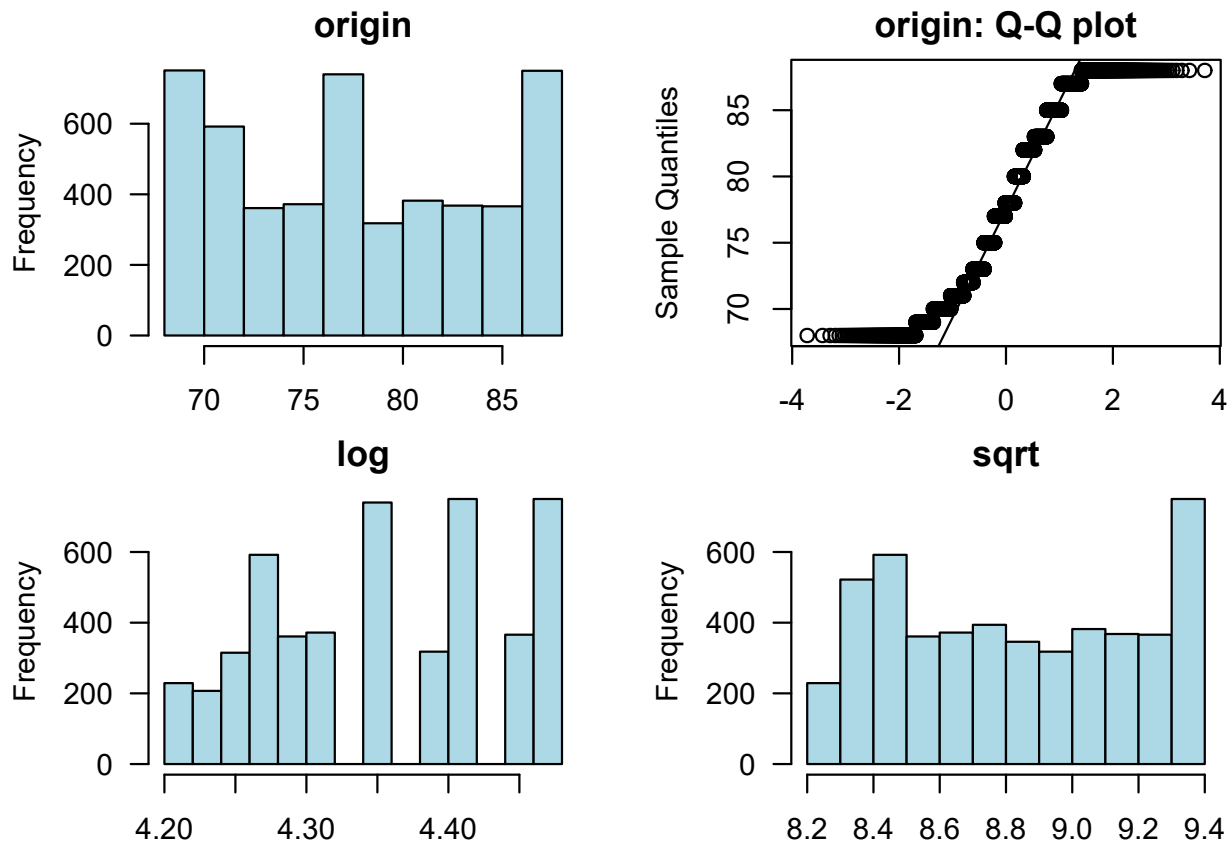 origin
Frequency
600
400
200
0
70 75 80 85
origin: Q-Q plot
Sample Quantiles
85
80
75
70
-4 -2 0 2 4
log
Frequency
600
400
200
0
4.20 4.30 4.40
sqrt
Frequency
600
400
200
0
8.2 8.4 8.6 8.8 9.0 9.2 9.4